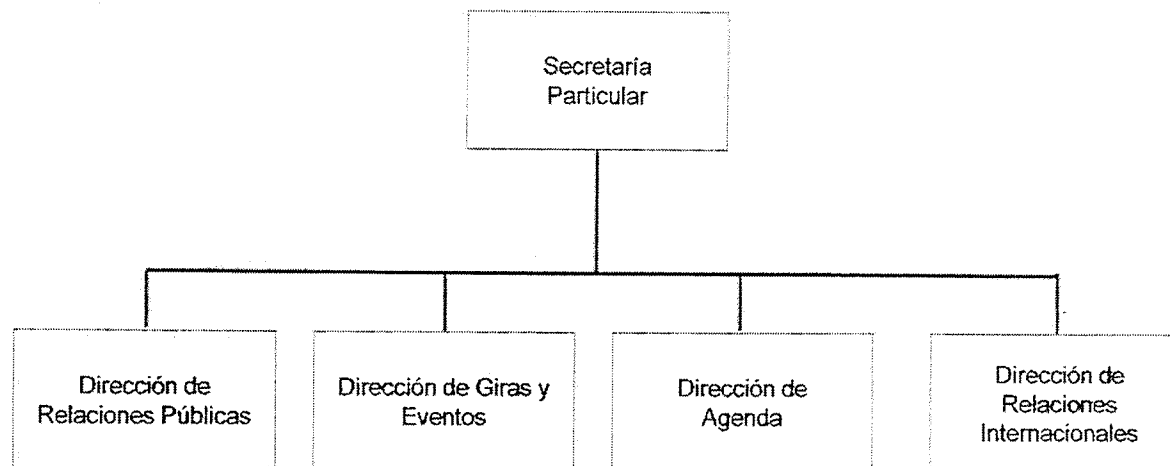 Secretaría
Particular
Dirección de
Relaciones Públicas
Dirección de Giras y
Eventos
Dirección de
Agenda
Dirección de
Relaciones
Internacionales